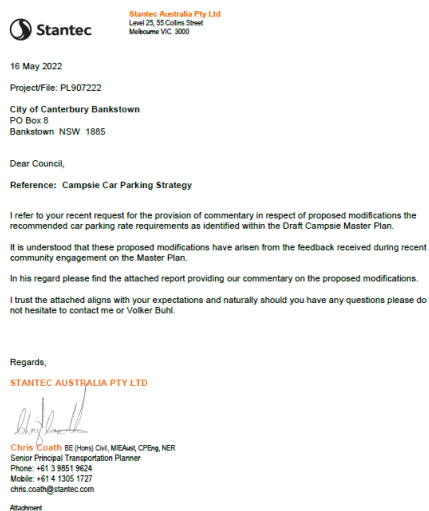 Stantec
Stantec Australia Pty Ltd
Level 25, 55 Collins Street
Melbourne VIC 3000
16 May 2022
Project/File: PL907222
City of Canterbury Bankstown
PO Box 8
Bankstown NSW 1885
Dear Council,
Reference: Campsie Car Parking Strategy
I refer to your recent request for the provision of commentary in respect of proposed modifications the
recommended car parking rate requirements as identified within the Draft Campsie Master Plan.
It is understood that these proposed modifications have arisen from the feedback received during recent
community engagement on the Master Plan.
In his regard please find the attached report providing our commentary on the proposed modifications.
I trust the attached aligns with your expectations and naturally should you have any questions please do
not hesitate to contact me or Volker Buhl.
Regards,
STANTEC AUSTRALIA PTY LTD
Chris Coath BE (Hons) Civil, MIEAust, CPEng, NER
Senior Principal Transportation Planner
Phone: +61 3 9851 9624
Mobile: +61 4 1305 1727
chris.coath@stantec.com
Attachment